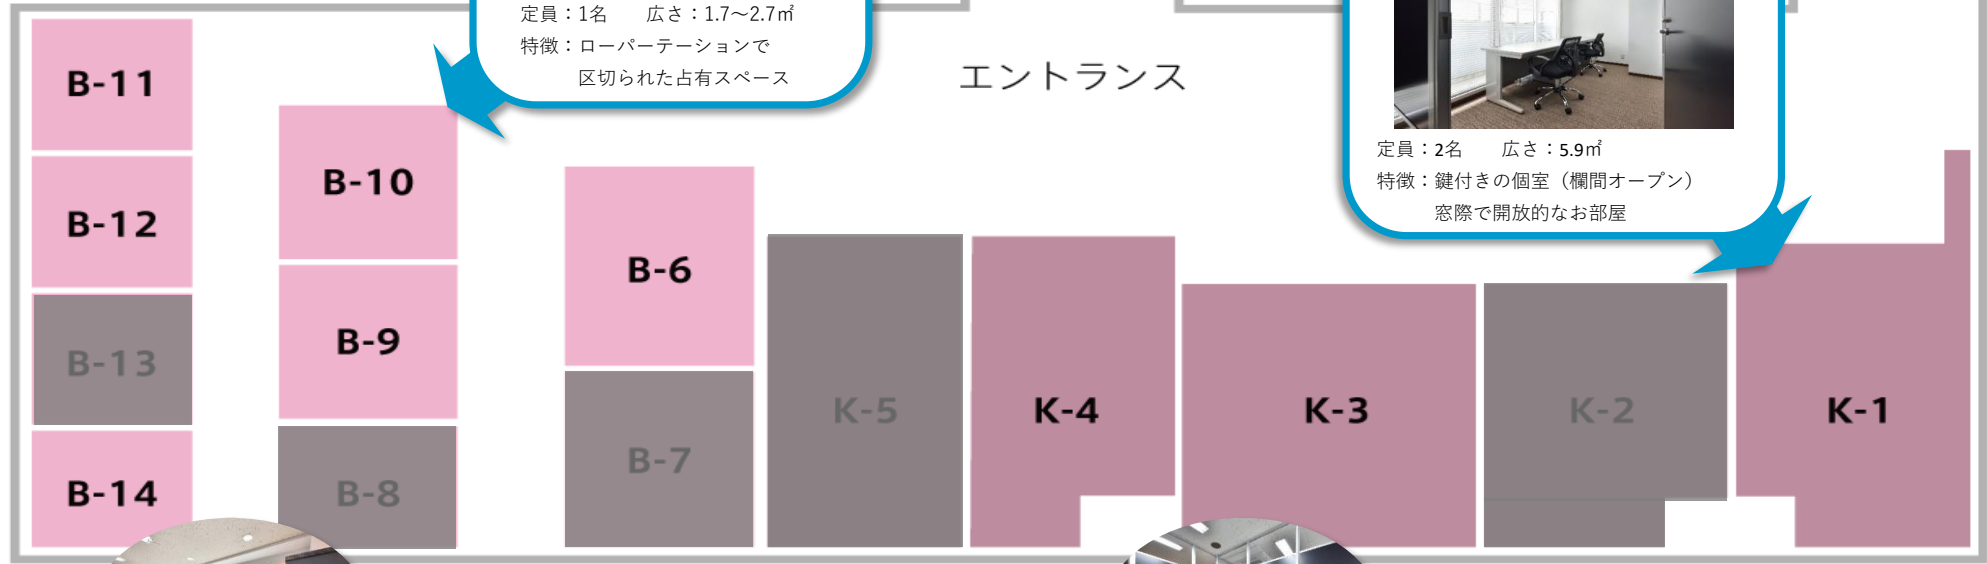 定員：1名　　広さ：1.7～2.7㎡
特徴：ローパーテーションで
区切られた占有スペース
エントランス
定員：2名　　広さ：5.9㎡
特徴：鍵付きの個室（欄間オープン）
窓際で開放的なお部屋
B-11
B-12
B-13
B-14
B-10
B-9
B-8
B-6
B-7
K-5
K-4
K-3
K-2
K-1